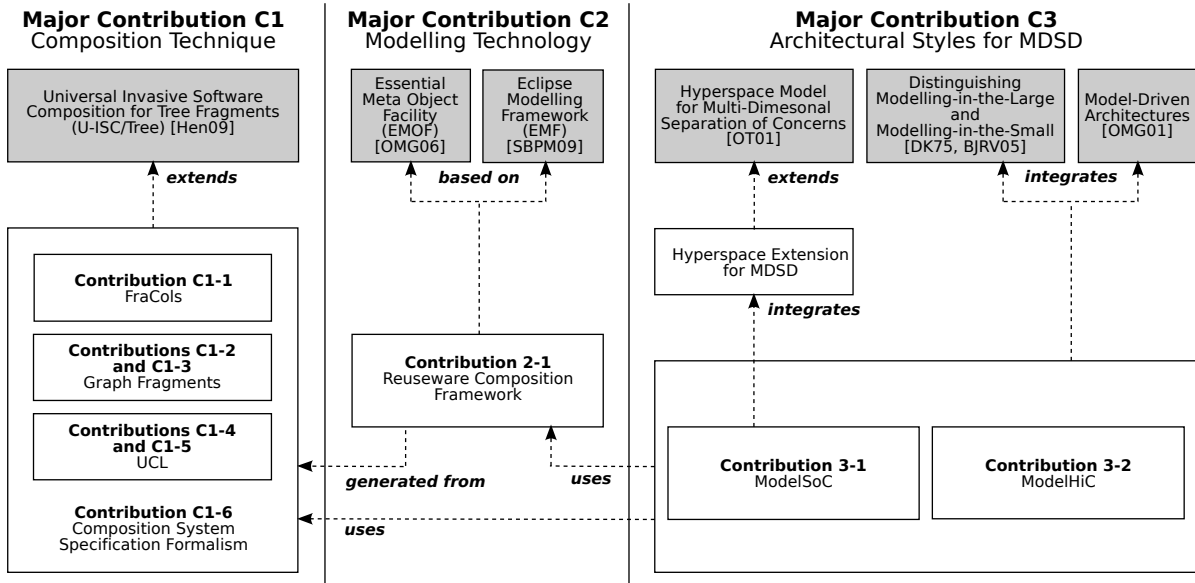 Major Contribution C1
Composition Technique
Universal Invasive Software
Composition for Tree Fragments
(U-ISC/Tree) [Hen09]
extends
Contribution C1-1
FraCols
Contributions C1-2
and C1-3
Graph Fragments
Contributions C1-4
and C1-5
UCL
Contribution C1-6
Composition System
Specification Formalism
Major Contribution C2
Modelling Technology
Essential
Meta Object
Facility
(EMOF)
[OMG06]
Eclipse
Modelling
Framework
(EMF)
[SBPM09]
based on
Contribution 2-1
Reuseware Composition
Framework
generated from
uses
uses
Major Contribution C3
Architectural Styles for MDSD
Hyperspace Model
for Multi-Dimesonal
Separation of Concerns
[OT01]
Distinguishing
Modelling-in-the-Large
and
Modelling-in-the-Small
[DK75, BJRV05]
Model-Driven
Architectures
[OMG01]
extends
integrates
Hyperspace Extension
for MDSD
integrates
Contribution 3-1
ModelSoC
Contribution 3-2
ModelHiC